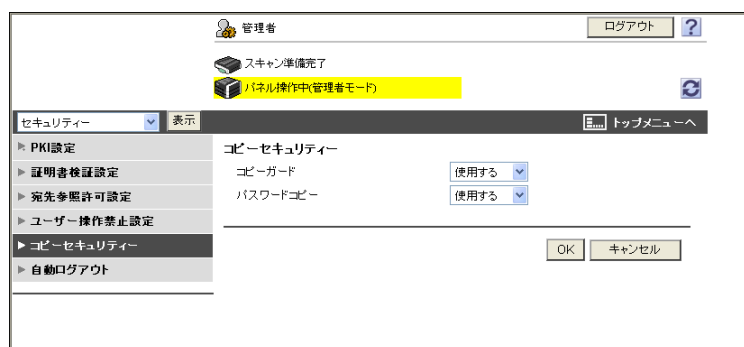 管理者 ログアウト ?
スキャン準備完了
パネル操作中(管理者モード)
セキュリティー 表示 トップメニューへ
PKI設定
証明書検証設定
宛先参照許可設定
ユーザー操作禁止設定
コピーセキュリティー
自動ログアウト
コピーセキュリティー
コピーガード 使用する
パスワードコピー 使用する
OK キャンセル